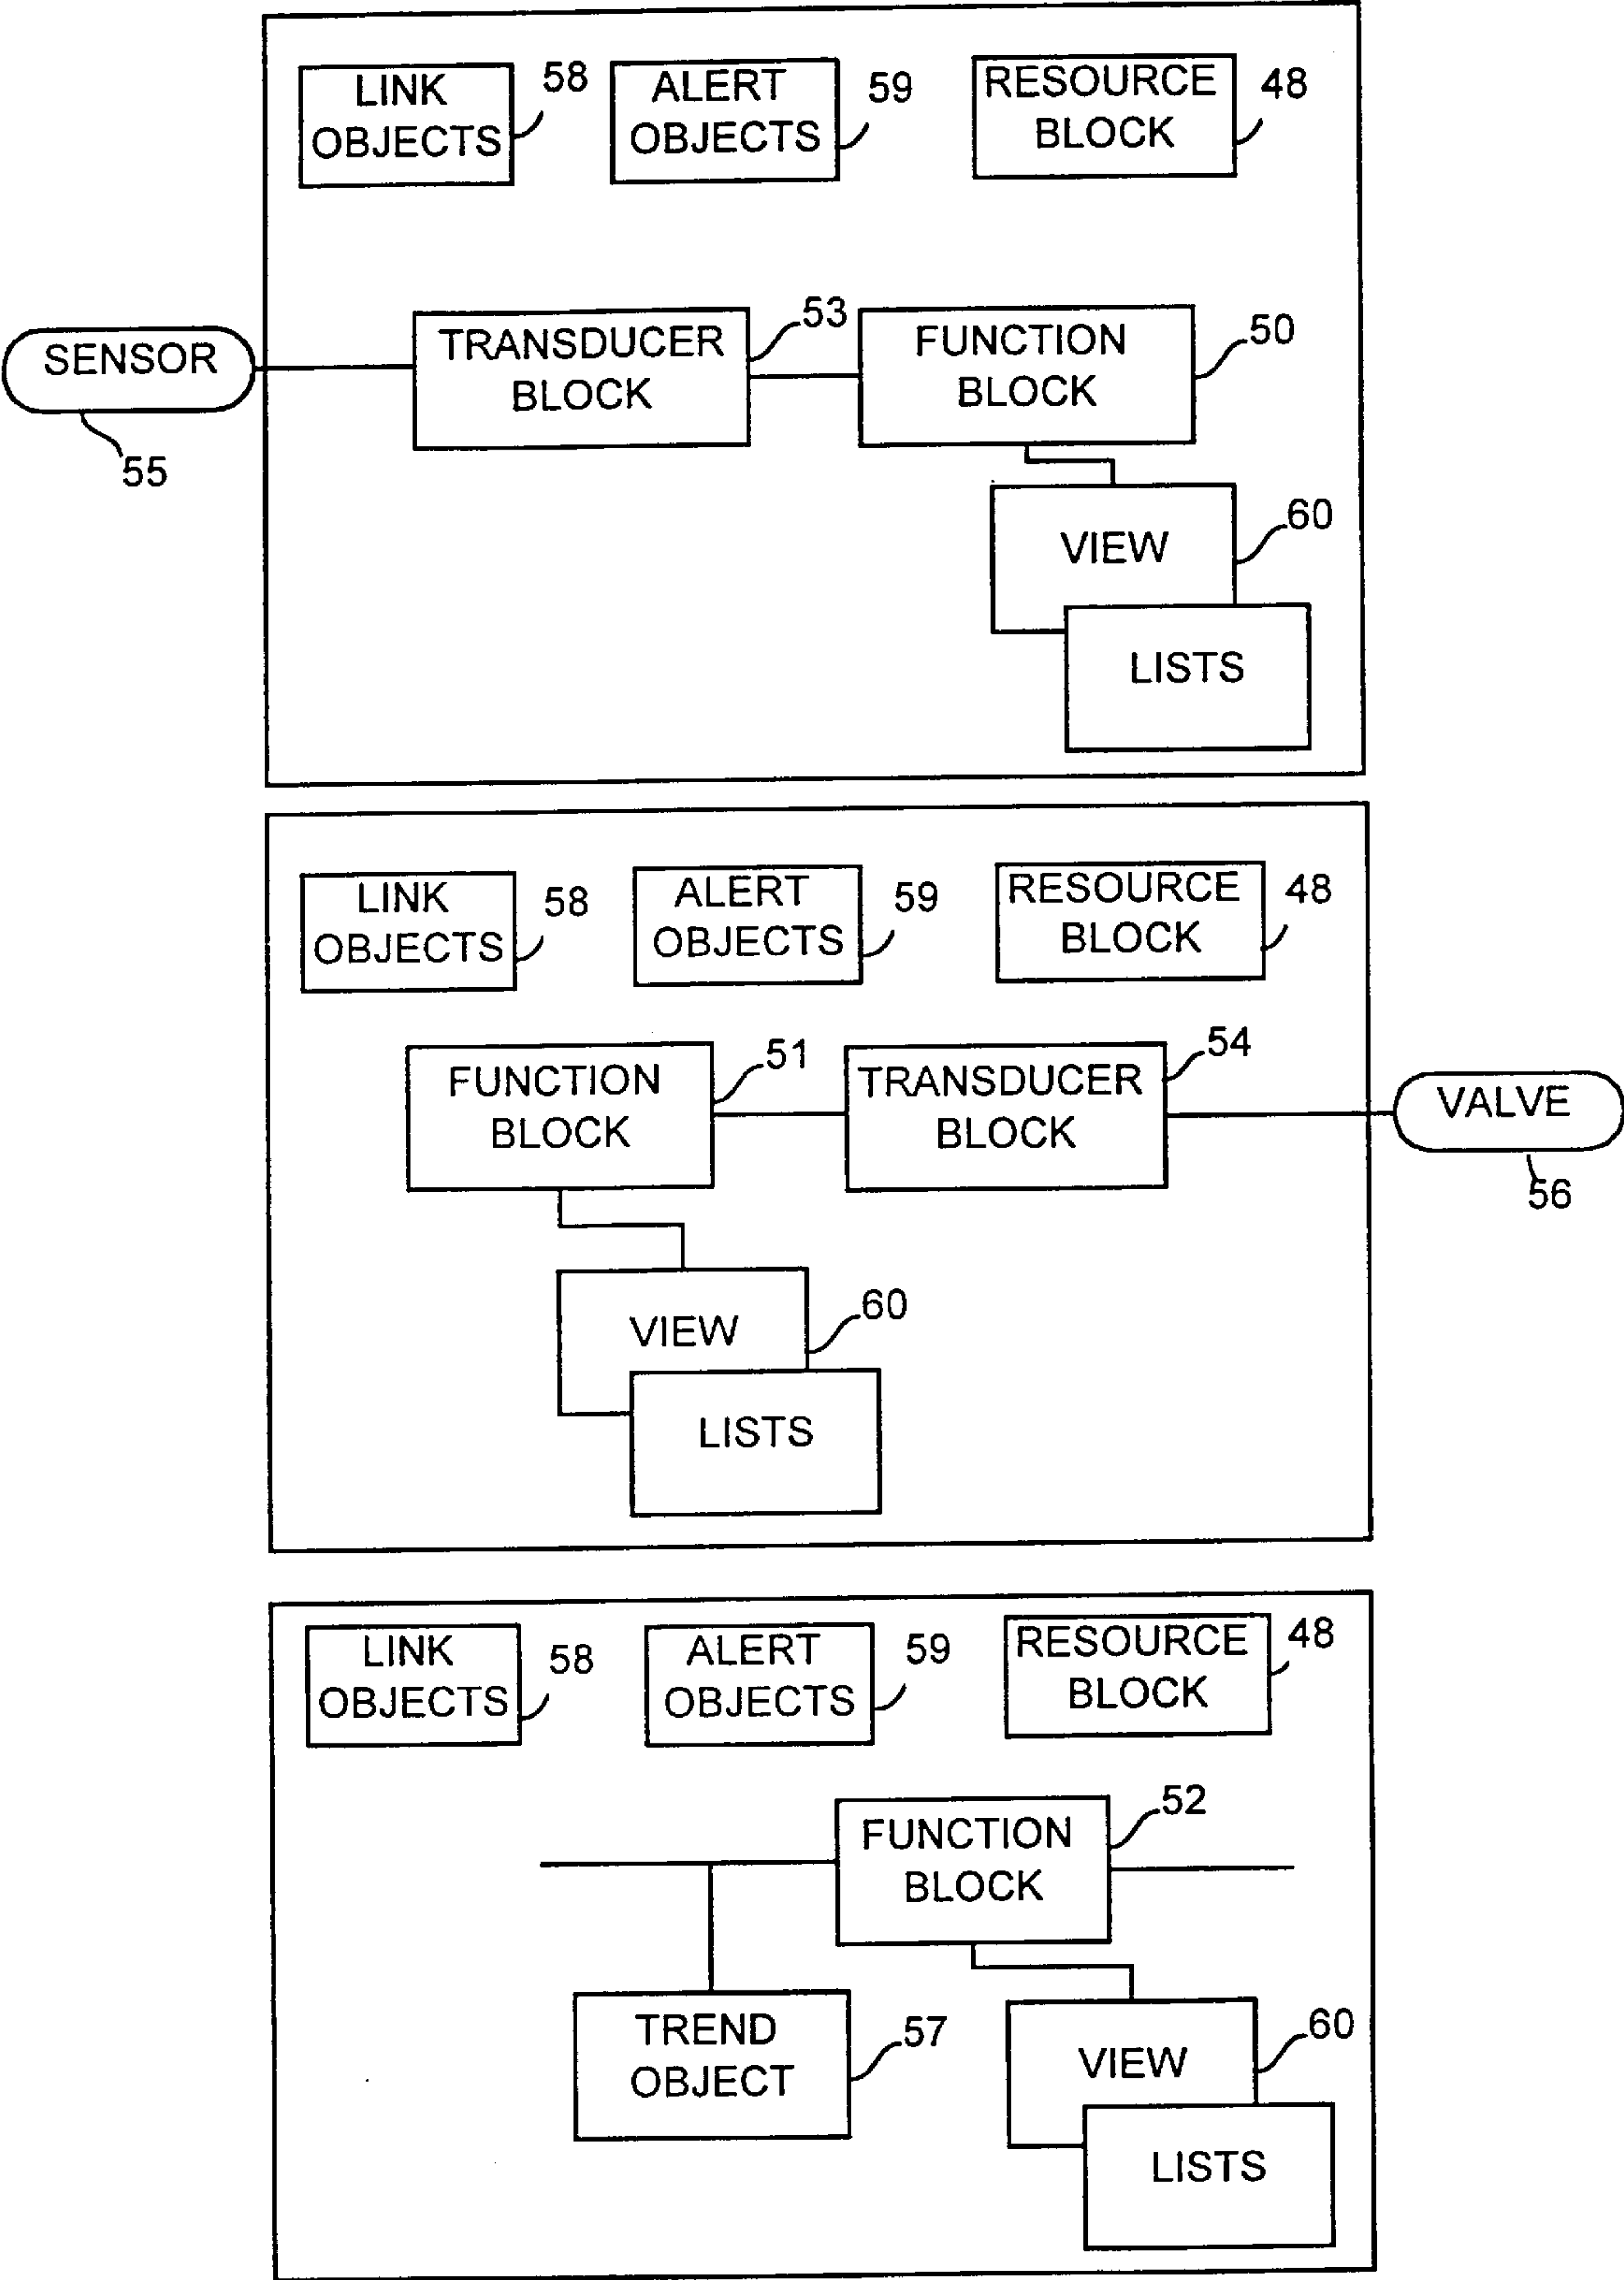 LINK
OBJECTS
58
ALERT
OBJECTS
59
RESOURCE
BLOCK
48
SENSOR
55
TRANSDUCER
BLOCK
53
FUNCTION
BLOCK
50
VIEW
60
LISTS
LINK
OBJECTS
58
ALERT
OBJECTS
59
RESOURCE
BLOCK
48
FUNCTION
BLOCK
51
TRANSDUCER
BLOCK
54
VALVE
56
VIEW
60
LISTS
LINK
OBJECTS
58
ALERT
OBJECTS
59
RESOURCE
BLOCK
48
FUNCTION
BLOCK
52
TREND
OBJECT
57
VIEW
60
LISTS